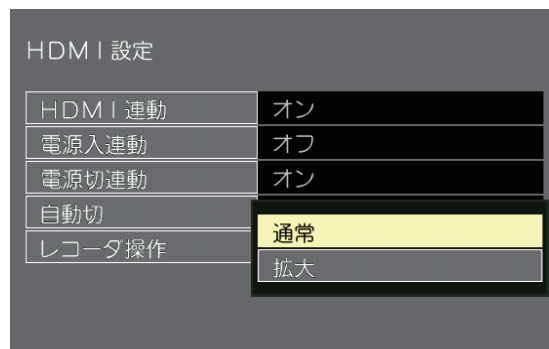 HDMI設定
HDMI連動 オン
電源入連動 オフ
電源切連動 オン
自動切
レコーダ操作
通常
拡大